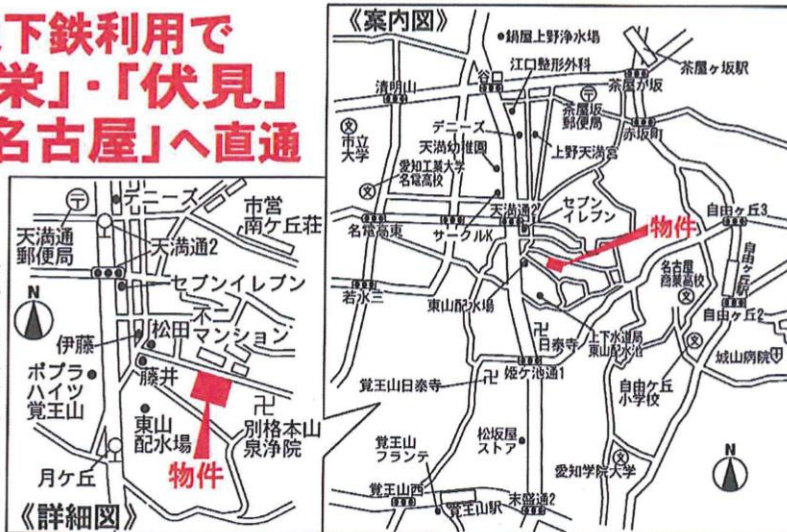 下鉄利用で
栄」・「伏見」
名古屋」へ直通
《案内図》
鍋屋上野浄水場
江口整形外科
谷口
清明山
茶屋が坂
茶屋ヶ坂駅
茶屋坂
郵便局
赤坂町
市立
大学
デニーズ
天満幼稚園
上野天満宮
愛知工業大学
名電高校
天満通2
セブン
イレブン
名電高東
サークルK
物件
自由ヶ丘3
自由ヶ丘駅
名古屋
商業高校
若水三
東山配水場
自由ヶ丘2
日泰寺
上下水道局
東山配水池
城山病院
姫ケ池通1
覚王山日泰寺
自由ケ丘
小学校
松坂屋
ストア
覚王山
フランテ
愛知学院大学
覚王山西
覚王山駅
末盛通2
N
デニーズ
天満通
郵便局
市営
南ケ丘荘
天満通2
セブンイレブン
N
不二
マンション
松田
伊藤
藤井
ポプラ
ハイツ
覚王山
東山
配水場
別格本山
泉浄院
物件
月ケ丘
《詳細図》